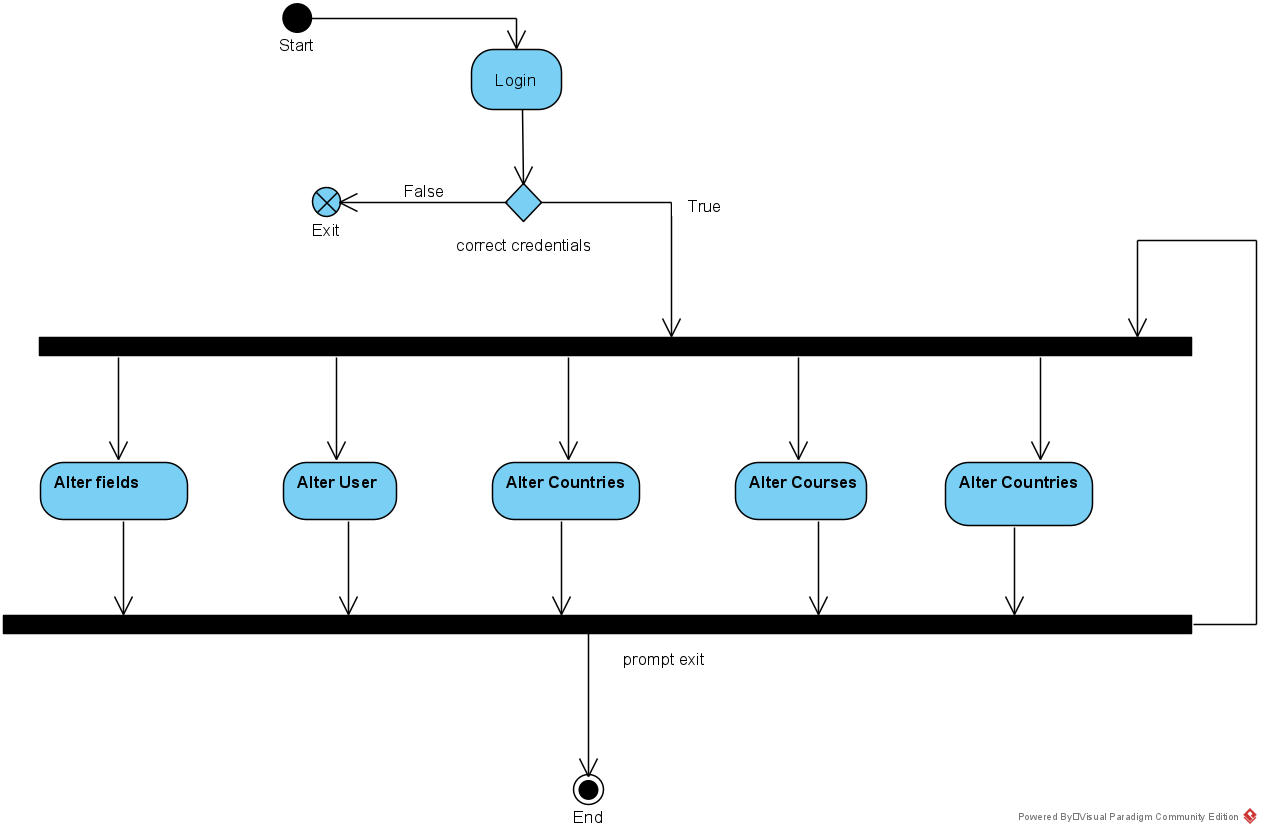 Start
Login
False
True
Exit
correct credentials
Alter fields
Alter User
Alter Countries
Alter Courses
Alter Countries
prompt exit
End
Powered By□Visual Paradigm Community Edition